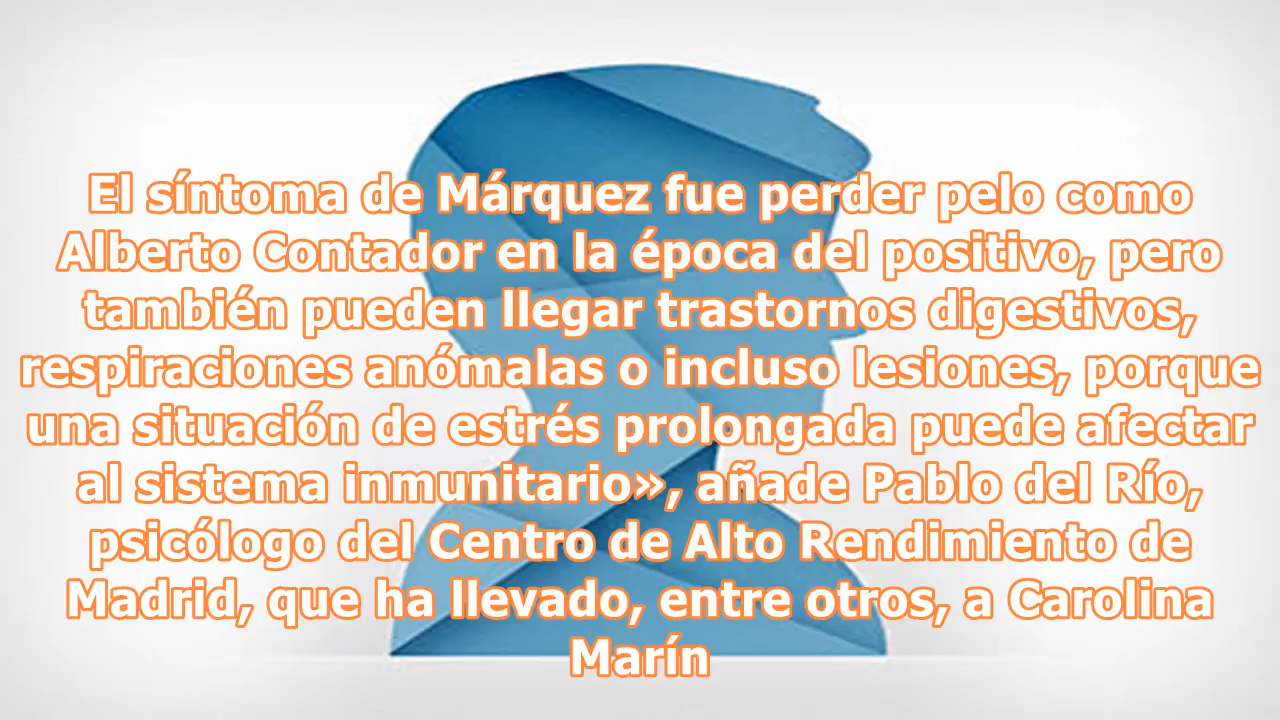 El síntoma de Márquez fue perder pelo como
Alberto Contador en la época del positivo, pero
también pueden llegar trastornos digestivos,
respiraciones anómalas o incluso lesiones, porque
una situación de estrés prolongada puede afectar
al sistema inmunitario», añade Pablo del Río,
psicólogo del Centro de Alto Rendimiento de
Madrid, que ha llevado, entre otros, a Carolina
Marín